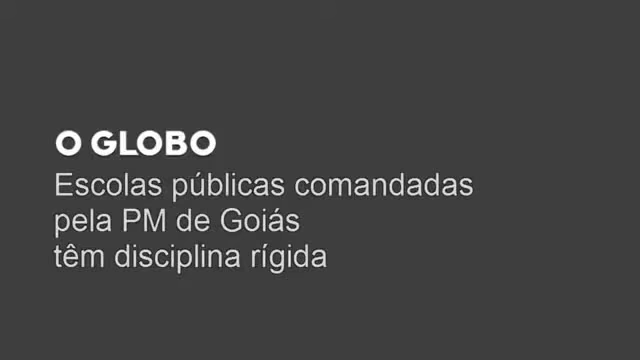 O GLOBO
Escolas públicas comandadas
pela PM de Goiás
têm disciplina rígida